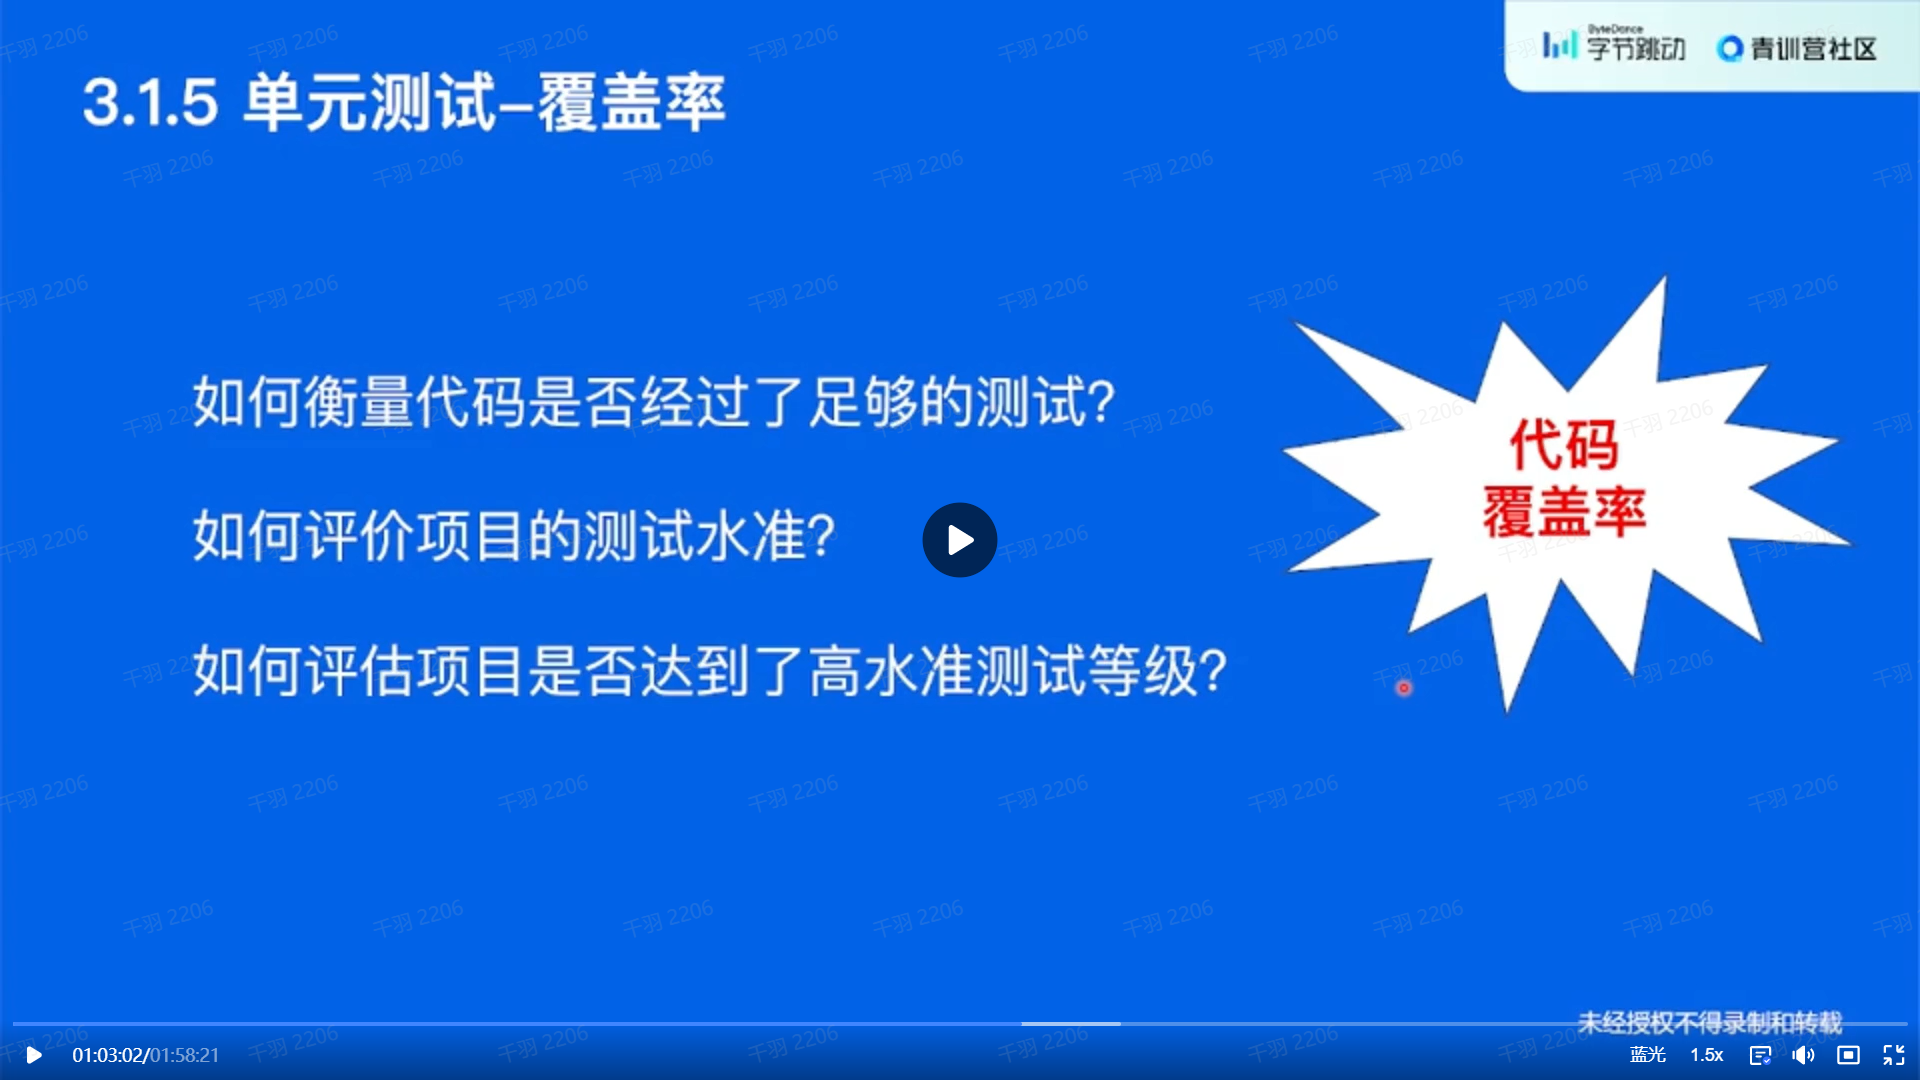 ByteDance
字节跳动
青训营社区
3.1.5 单元测试–覆盖率
如何衡量代码是否经过了足够的测试?
如何评价项目的测试水准?
如何评估项目是否达到了高水准测试等级?
代码
覆盖率
千羽 2206
未经授权不得录制和转载
01:03:02/01:58:21
蓝光
1.5x